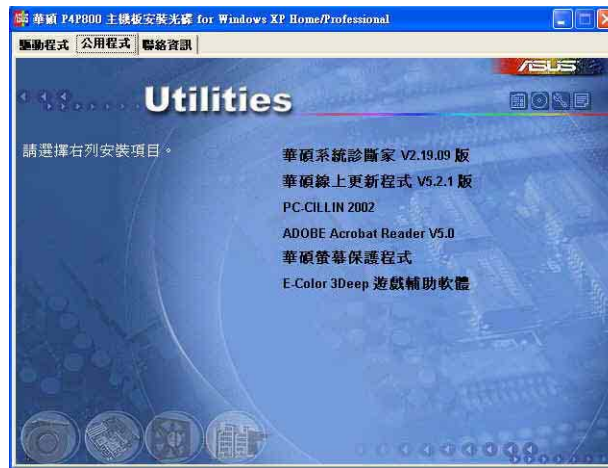 華碩 P4P800 主機板安裝光碟 for Windows XP Home/Professional
驅動程式 公用程式 聯絡資訊
ASUS
Utilities
請選擇右列安裝項目。
華碩系統診斷家 V2.19.09 版
華碩線上更新程式 V5.2.1 版
PC-CILLIN 2002
ADOBE Acrobat Reader V5.0
華碩螢幕保護程式
E-Color 3Deep 遊戲輔助軟體